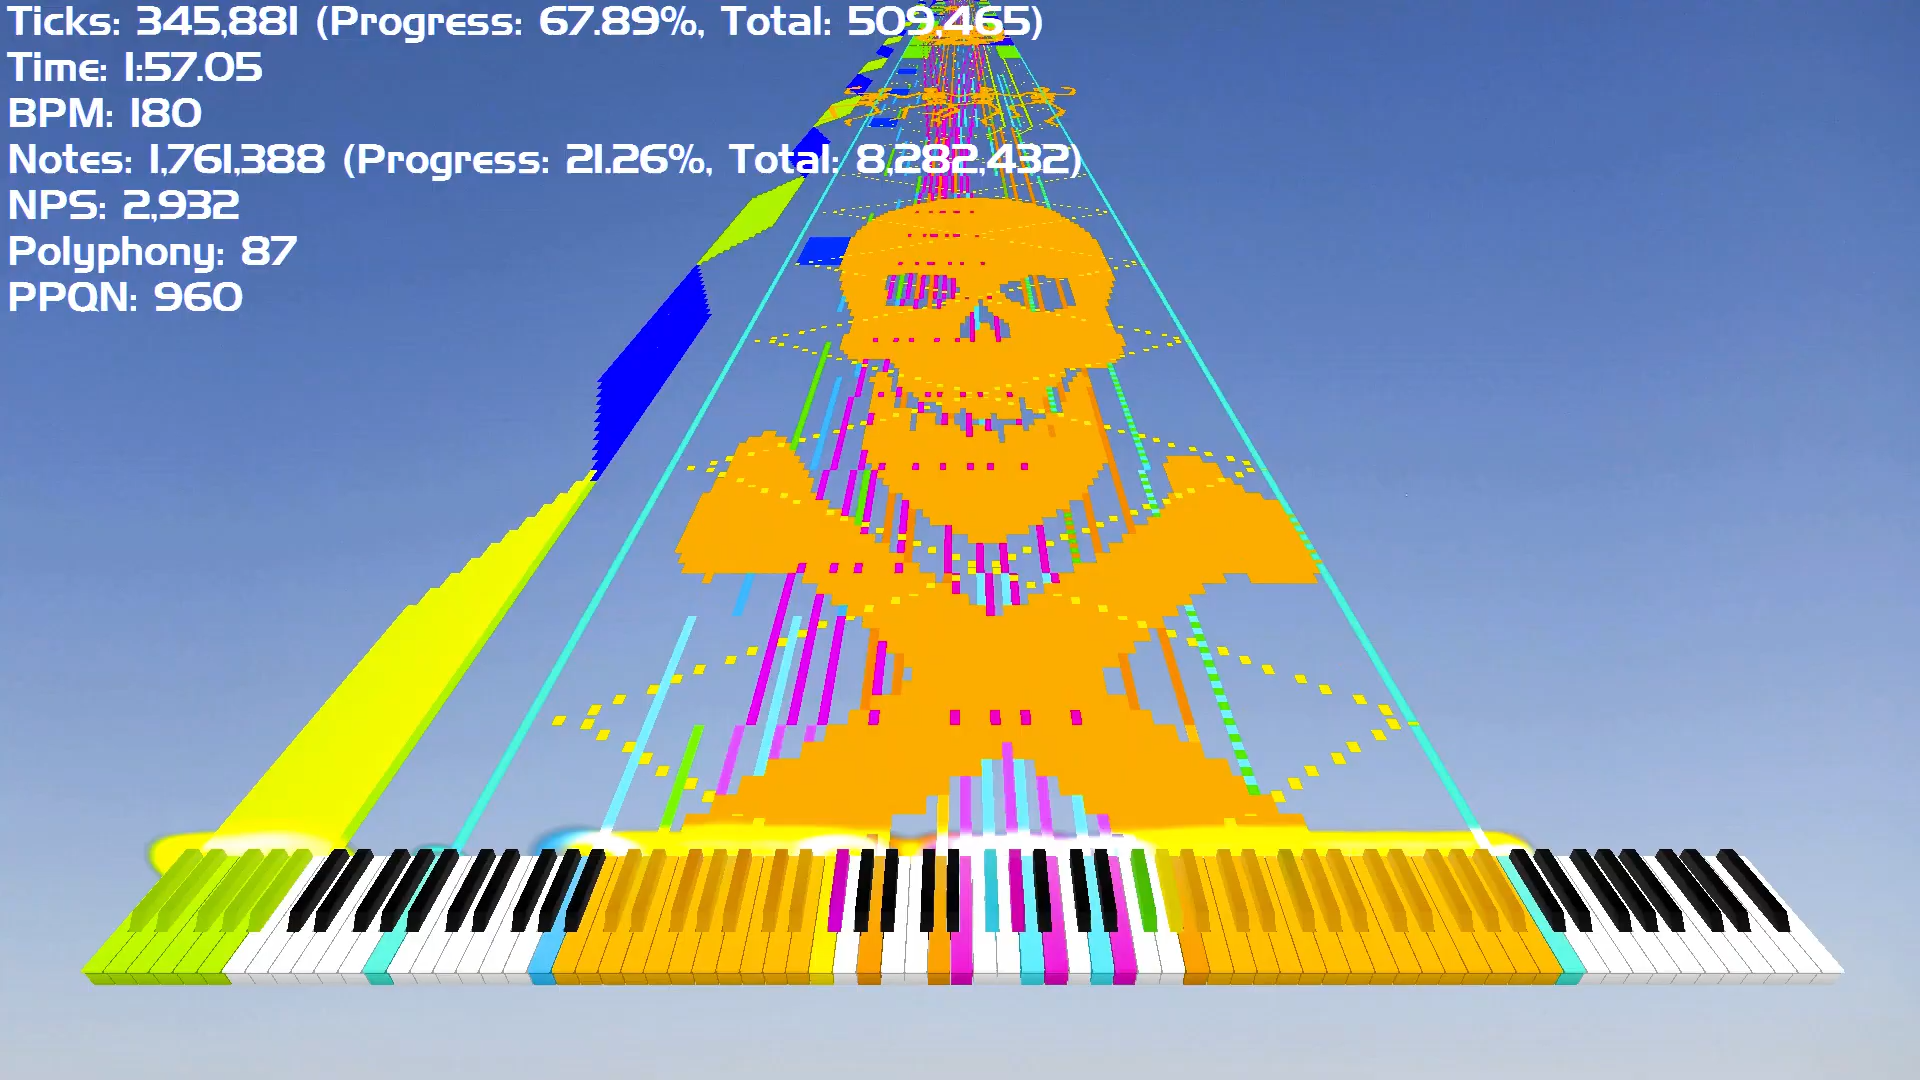 Ticks: 345,881 (Progress: 67.89%, Total: 509,465)
Time: 1:57.05
BPM: 180
Notes: 1,761,388 (Progress: 21.26%, Total: 8,282,432)
NPS: 2,932
Polyphony: 87
PPQN: 960